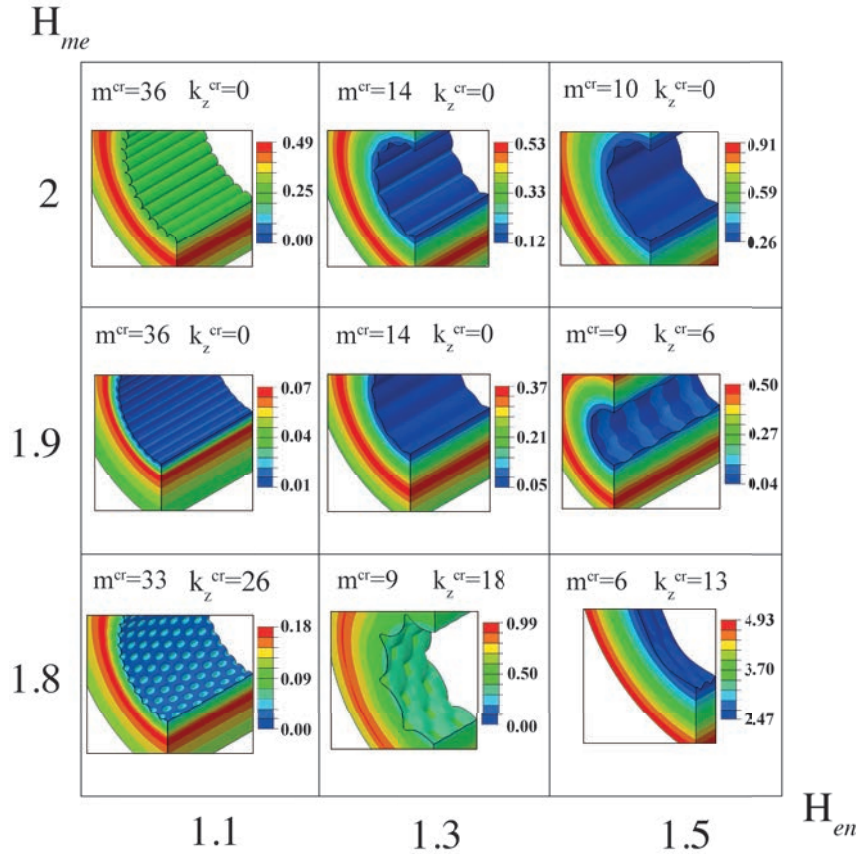 H_me
m^cr=36 k_z^cr=0
m^cr=14 k_z^cr=0
m^cr=10 k_z^cr=0
0.49
0.25
0.00
0.53
0.33
0.12
0.91
0.59
0.26
2
m^cr=36 k_z^cr=0
m^cr=14 k_z^cr=0
m^cr=9 k_z^cr=6
0.07
0.04
0.01
0.37
0.21
0.05
0.50
0.27
0.04
1.9
m^cr=33 k_z^cr=26
m^cr=9 k_z^cr=18
m^cr=6 k_z^cr=13
0.18
0.09
0.00
0.99
0.50
0.00
4.93
3.70
2.47
1.8
1.1 1.3 1.5
H_en